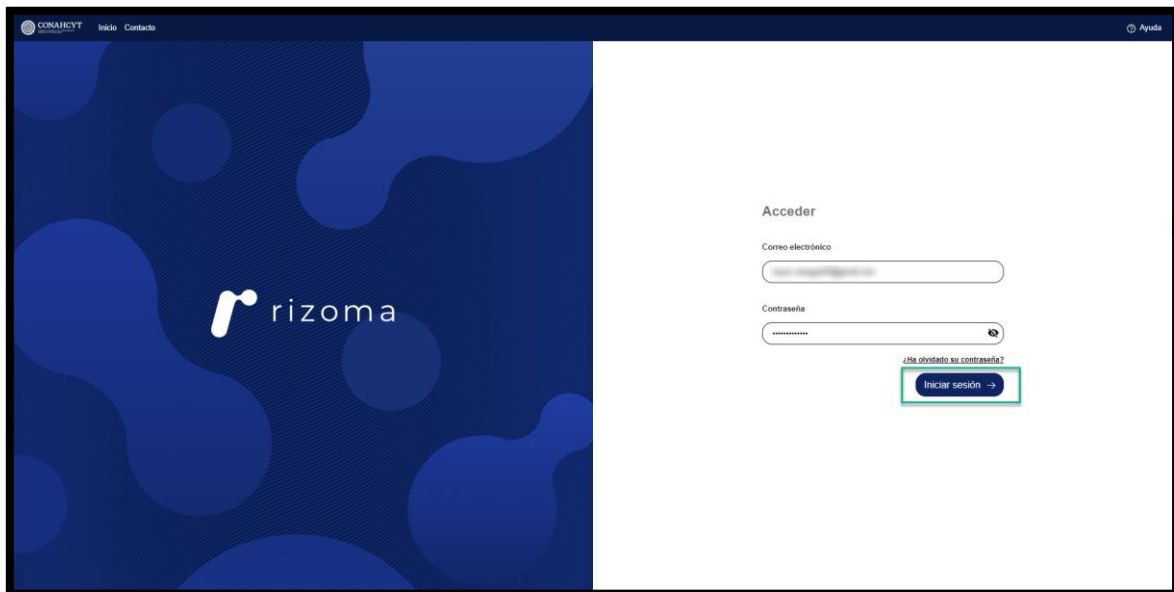 CONAHCYT Inicio Contacto
Ayuda
rizoma
Acceder
Correo electrónico
Contraseña
¿Ha olvidado su contraseña?
Iniciar sesión →